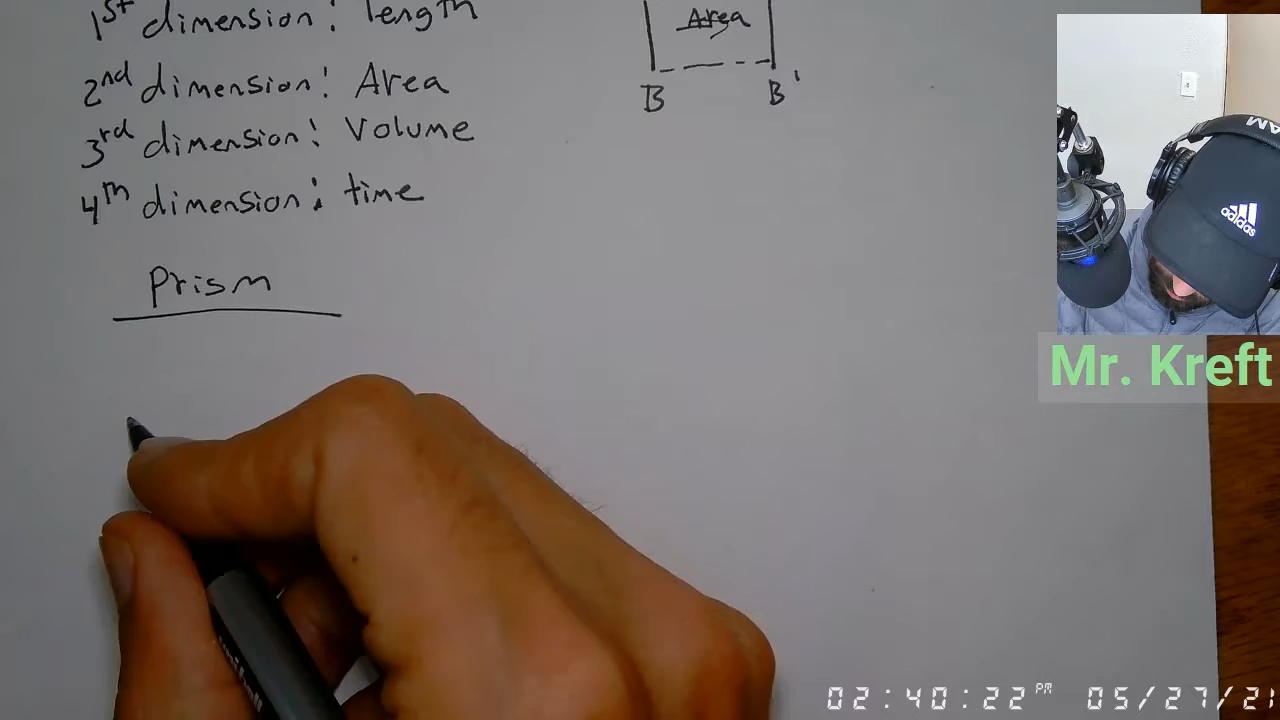 1st dimension: length
2nd dimension: Area
3rd dimension: Volume
4th dimension: time
Area
B B'
Prism
adidas
Mr. Kreft
02:40:22 PM 05/27/21